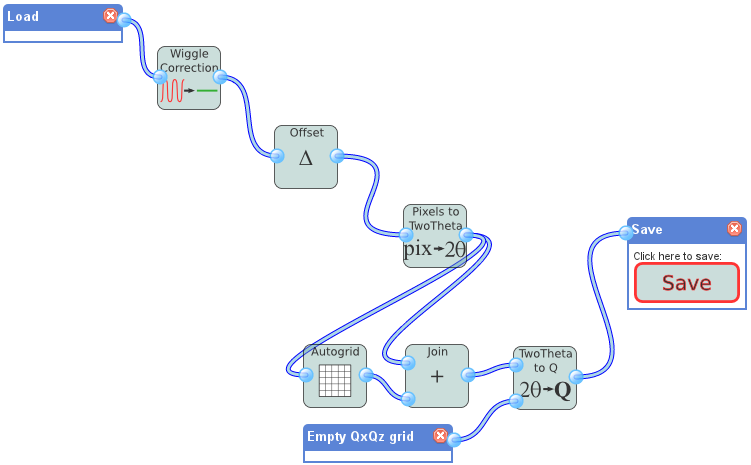 Load
Wiggle
Correction
Offset
Δ
Pixels to
TwoTheta
pix→2θ
Save
Click here to save:
Save
Autogrid
Join
+
TwoTheta
to Q
2θ→Q
Empty QxQz grid